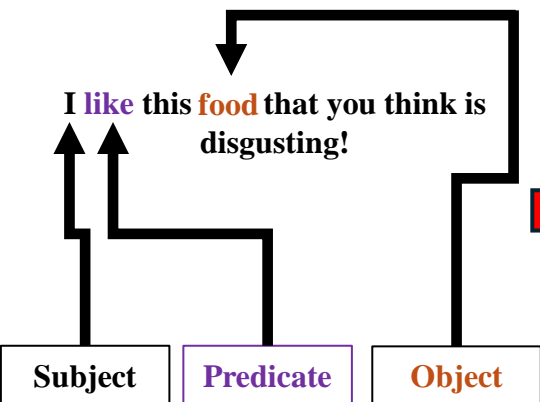 I like this food that you think is
disgusting!
Subject Predicate Object